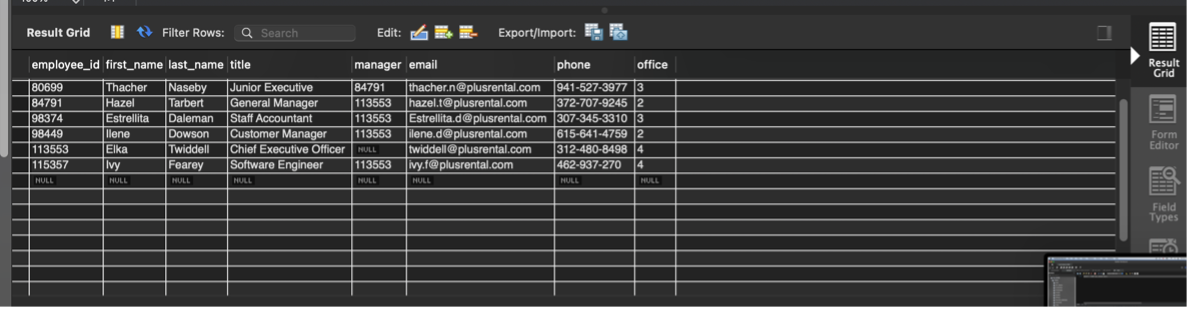 100%
Result Grid Filter Rows: Search Edit: Export/Import:
employee_id first_name last_name title manager email phone office
80699 Thacher Naseby Junior Executive 84791 thacher.n@plusrental.com 941-527-3977 3
84791 Hazel Tarbert General Manager 113553 hazel.t@plusrental.com 372-707-9245 2
98374 Estrellita Daleman Staff Accountant 113553 Estrellita.d@plusrental.com 307-345-3310 3
98449 Ilene Dowson Customer Manager 113553 ilene.d@plusrental.com 615-641-4759 2
113553 Elka Twiddell Chief Executive Officer NULL twiddell@plusrental.com 312-480-8498 4
115357 Ivy Fearey Software Engineer 113553 ivy.f@plusrental.com 462-937-270 4
NULL NULL NULL NULL NULL NULL NULL NULL
Result
Grid
Form
Editor
Field
Types